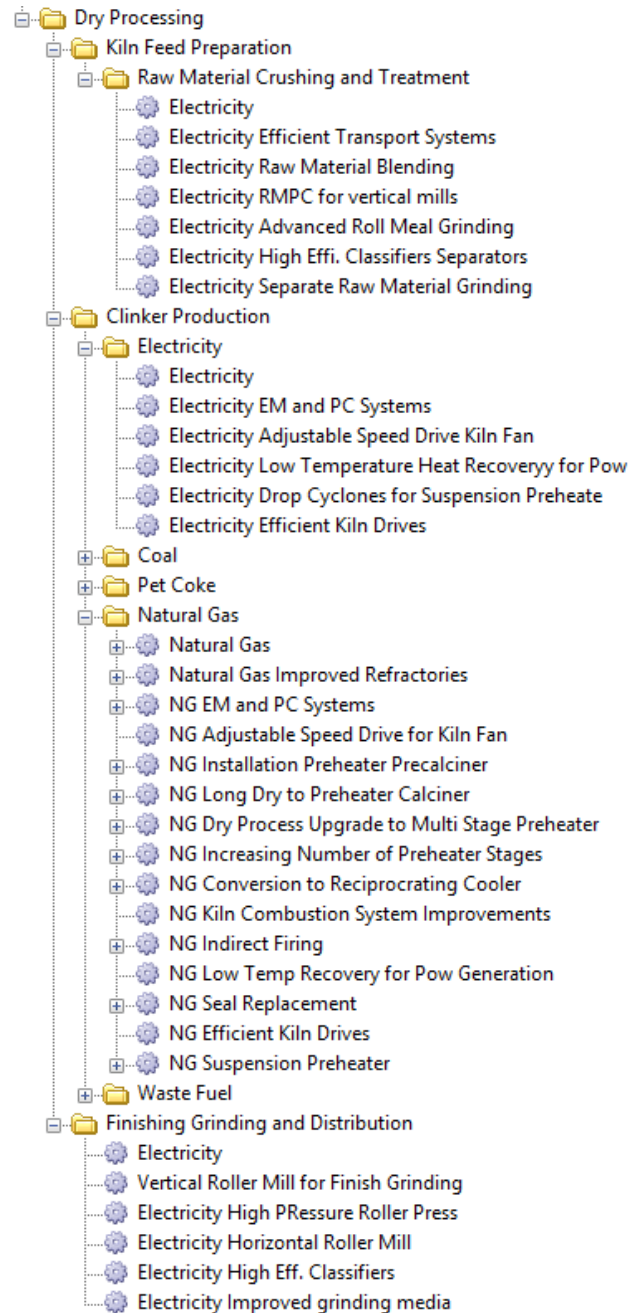 Dry Processing
Kiln Feed Preparation
Raw Material Crushing and Treatment
Electricity
Electricity Efficient Transport Systems
Electricity Raw Material Blending
Electricity RMPC for vertical mills
Electricity Advanced Roll Meal Grinding
Electricity High Effi. Classifiers Separators
Electricity Separate Raw Material Grinding
Clinker Production
Electricity
Electricity
Electricity EM and PC Systems
Electricity Adjustable Speed Drive Kiln Fan
Electricity Low Temperature Heat Recoveryy for Pow
Electricity Drop Cyclones for Suspension Preheate
Electricity Efficient Kiln Drives
Coal
Pet Coke
Natural Gas
Natural Gas
Natural Gas Improved Refractories
NG EM and PC Systems
NG Adjustable Speed Drive for Kiln Fan
NG Installation Preheater Precalciner
NG Long Dry to Preheater Calciner
NG Dry Process Upgrade to Multi Stage Preheater
NG Increasing Number of Preheater Stages
NG Conversion to Reciprocrating Cooler
NG Kiln Combustion System Improvements
NG Indirect Firing
NG Low Temp Recovery for Pow Generation
NG Seal Replacement
NG Efficient Kiln Drives
NG Suspension Preheater
Waste Fuel
Finishing Grinding and Distribution
Electricity
Vertical Roller Mill for Finish Grinding
Electricity High PRessure Roller Press
Electricity Horizontal Roller Mill
Electricity High Eff. Classifiers
Electricity Improved grinding media